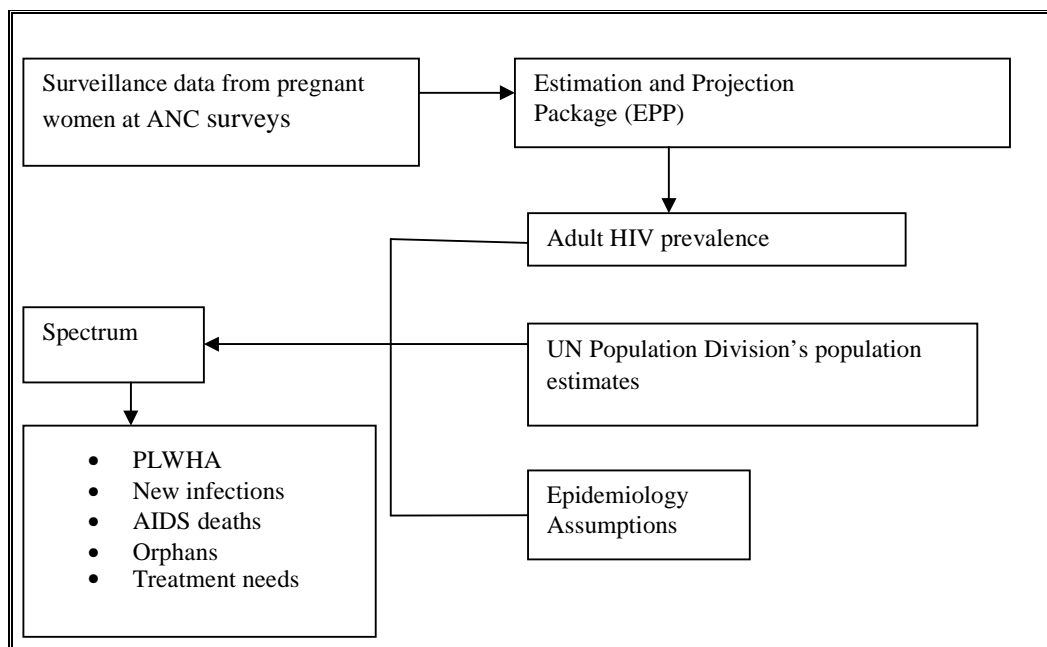 Surveillance data from pregnant
women at ANC surveys
Estimation and Projection
Package (EPP)
Adult HIV prevalence
Spectrum
UN Population Division’s population
estimates
• PLWHA
• New infections
• AIDS deaths
• Orphans
• Treatment needs
Epidemiology
Assumptions